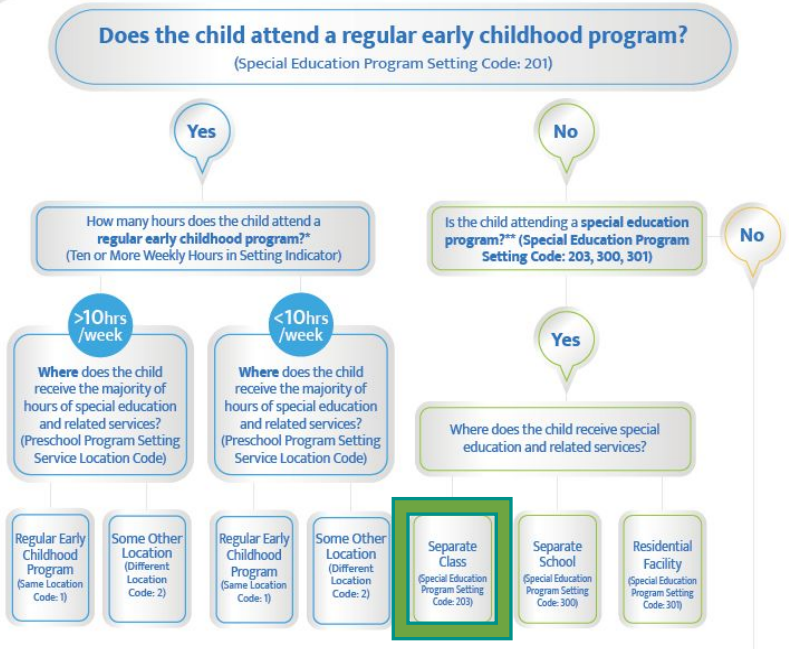 Does the child attend a regular early childhood program?
(Special Education Program Setting Code: 201)
Yes
No
How many hours does the child attend a
regular early childhood program?*
(Ten or More Weekly Hours in Setting Indicator)
Is the child attending a special education
program?** (Special Education Program
Setting Code: 203, 300, 301)
No
>10hrs
/week
Where does the child
receive the majority of
hours of special education
and related services?
(Preschool Program Setting
Service Location Code)
<10hrs
/week
Where does the child
receive the majority of
hours of special education
and related services?
(Preschool Program Setting
Service Location Code)
Yes
Where does the child receive special
education and related services?
Regular Early
Childhood
Program
(Same Location
Code: 1)
Some Other
Location
(Different
Location
Code: 2)
Regular Early
Childhood
Program
(Same Location
Code: 1)
Some Other
Location
(Different
Location
Code: 2)
Separate
Class
(Special Education
Program Setting
Code: 203)
Separate
School
(Special Education
Program Setting
Code: 300)
Residential
Facility
(Special Education
Program Setting
Code: 301)